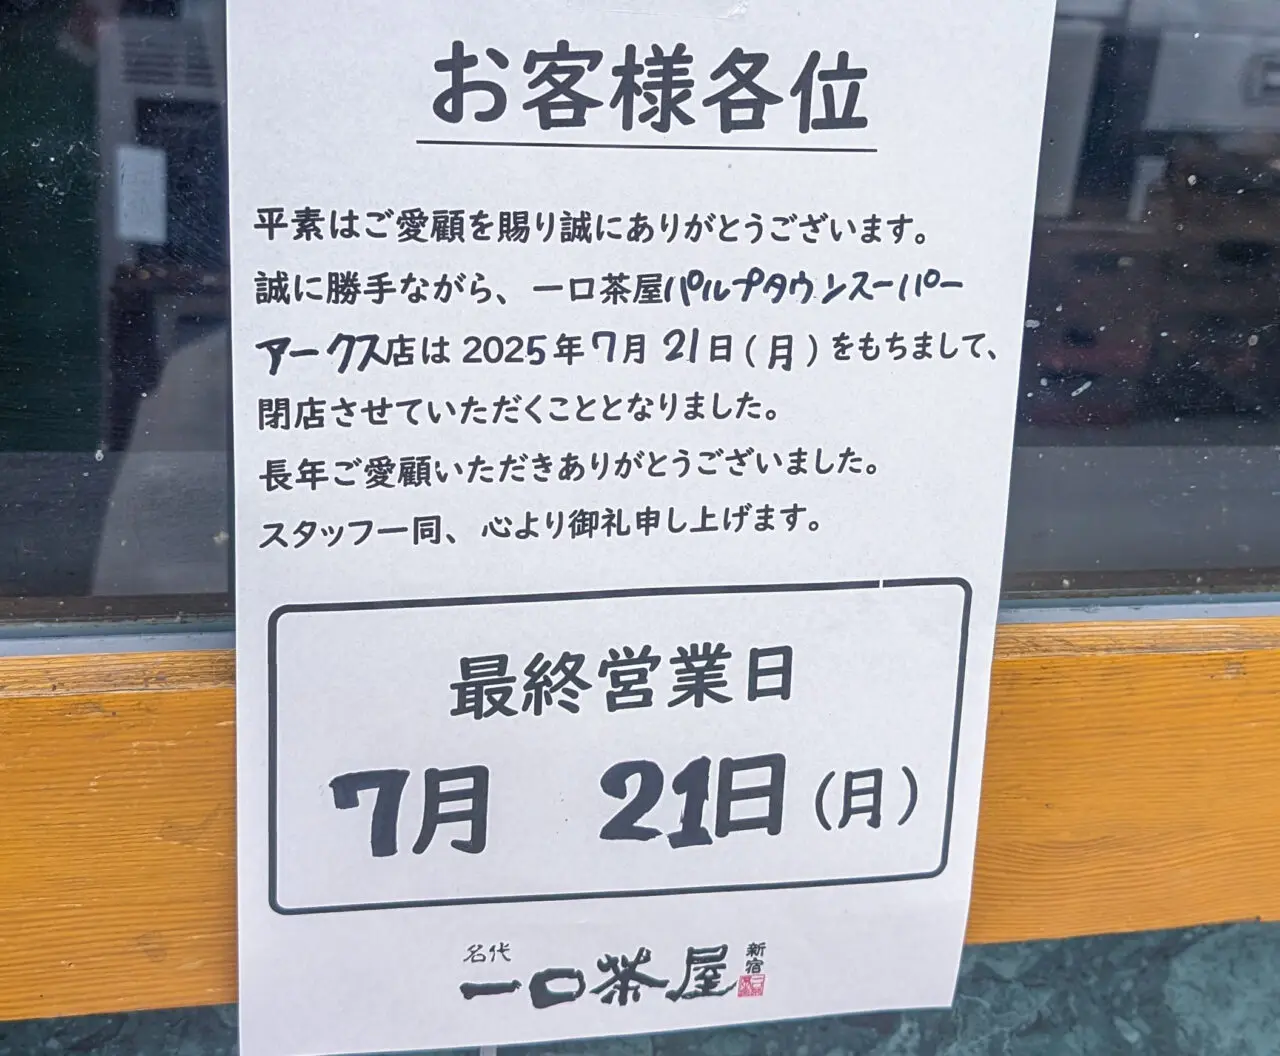 お客様各位
平素はご愛顧を賜り誠にありがとうございます。
誠に勝手ながら、一口茶屋パルプタウンスーパー
アークス店は2025年7月21日(月)をもちまして、
閉店させていただくこととなりました。
長年ご愛顧いただきありがとうございました。
スタッフ一同、心より御礼申し上げます。
最終営業日
7月 21日(月)
名代
一口茶屋
新宿